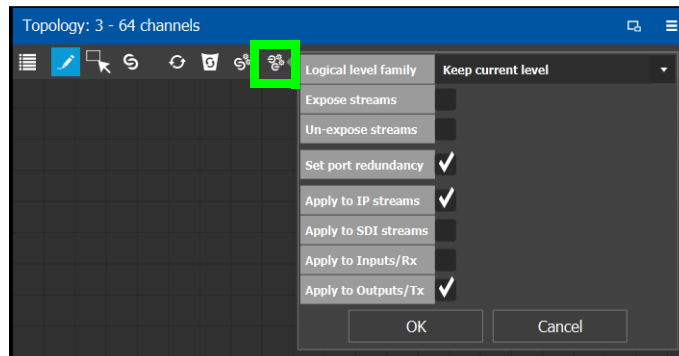 Topology: 3 - 64 channels
Logical level family Keep current level
Expose streams
Un-expose streams
Set port redundancy
Apply to IP streams
Apply to SDI streams
Apply to Inputs/Rx
Apply to Outputs/Tx
OK Cancel